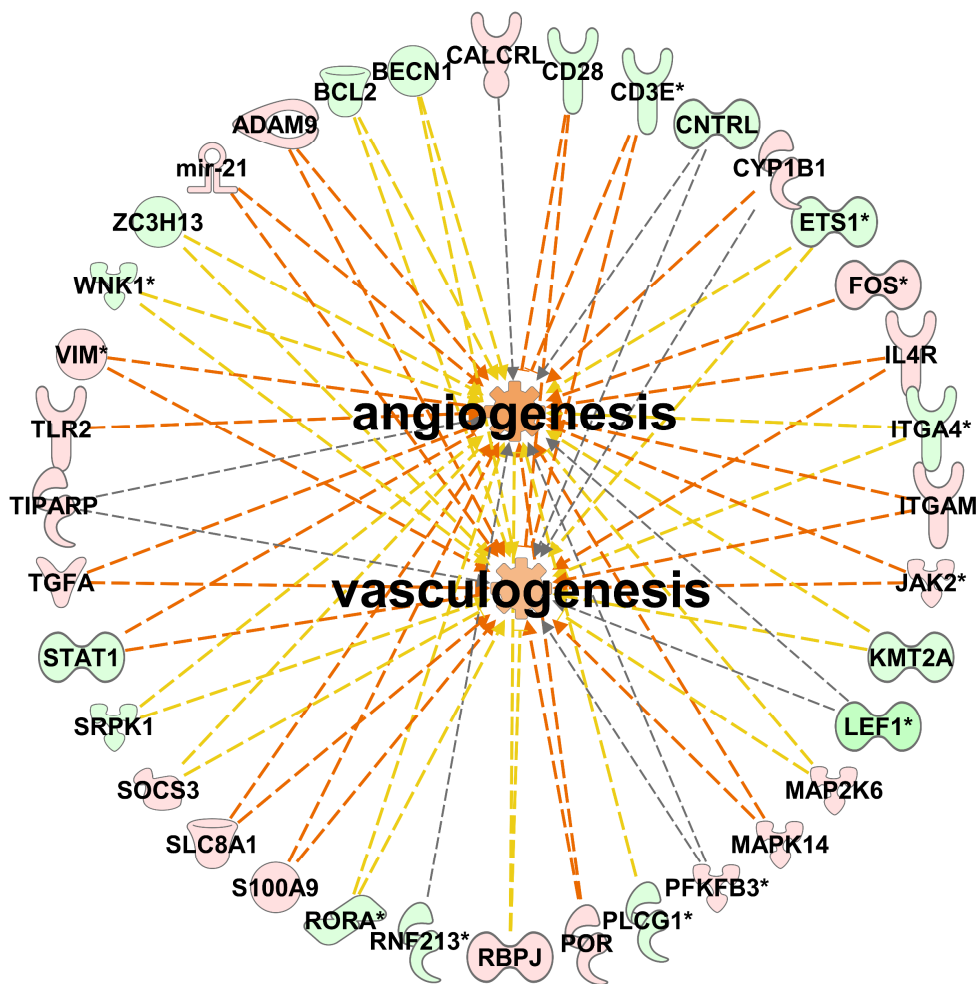 CALCRL
BECN1
CD28
BCL2
CD3E*
ADAM9
CNTRL
mir-21
CYP1B1
ZC3H13
ETS1*
WNK1*
FOS*
VIM*
IL4R
angiogenesis
TLR2
ITGA4*
TIPARP
ITGAM
TGFA
vasculogenesis
JAK2*
STAT1
KMT2A
SRPK1
LEF1*
SOCS3
MAP2K6
SLC8A1
MAPK14
S100A9
PFKFB3*
RORA*
PLCG1*
RNF213*
POR
RBPJ